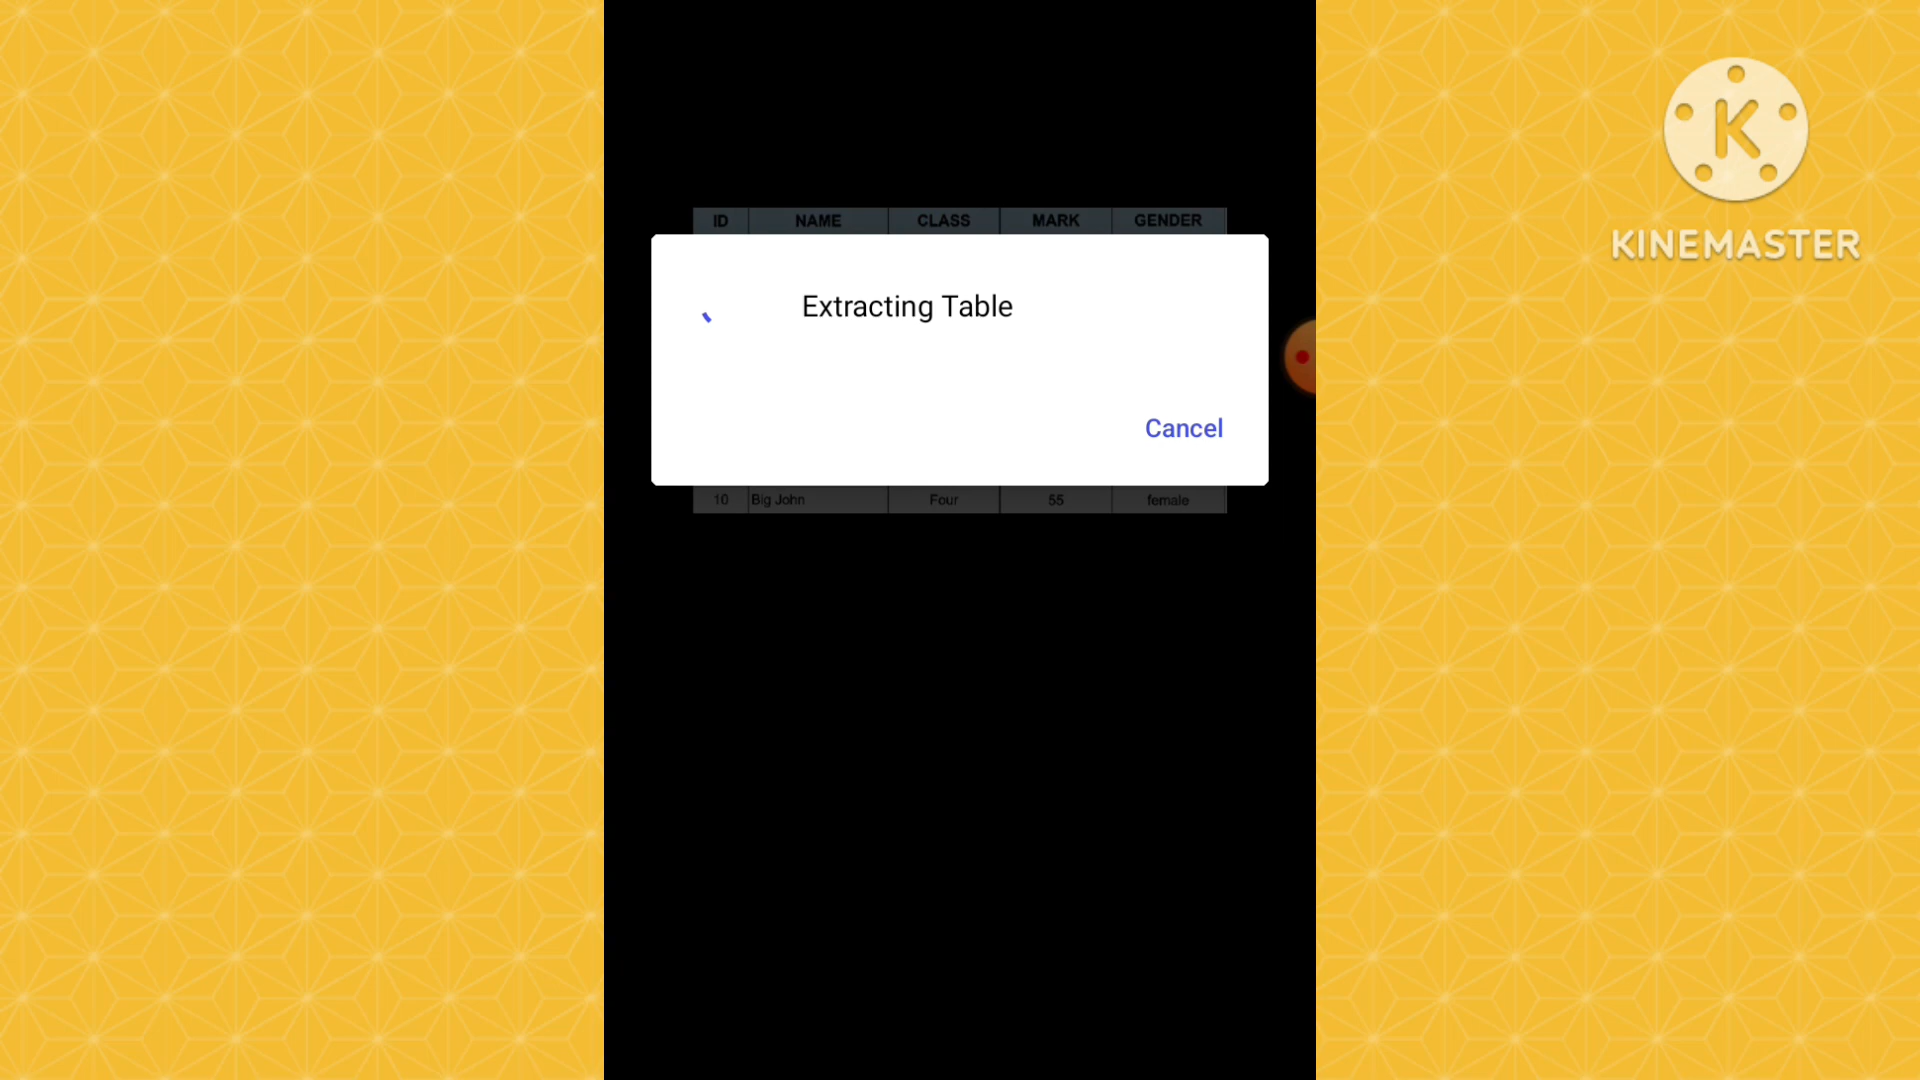 K
KINEMASTER
ID NAME CLASS MARK GENDER
Extracting Table
Cancel
10 Big John Four 55 female